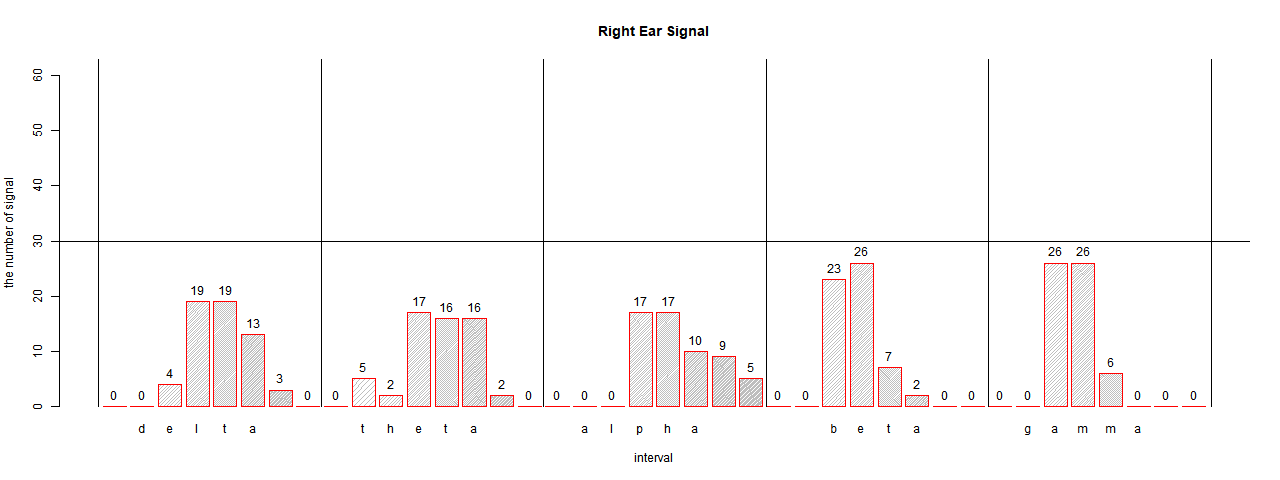 Right Ear Signal
the number of signal
60
50
40
30
20
10
0
0 0 4 19 19 13 3 0 0 5 2 17 16 16 2 0 0 0 0 17 17 10 9 5 0 0 23 26 7 2 0 0 0 0 26 26 6 0 0 0
d e l t a t h e t a a l p h a b e t a g a m m a
interval